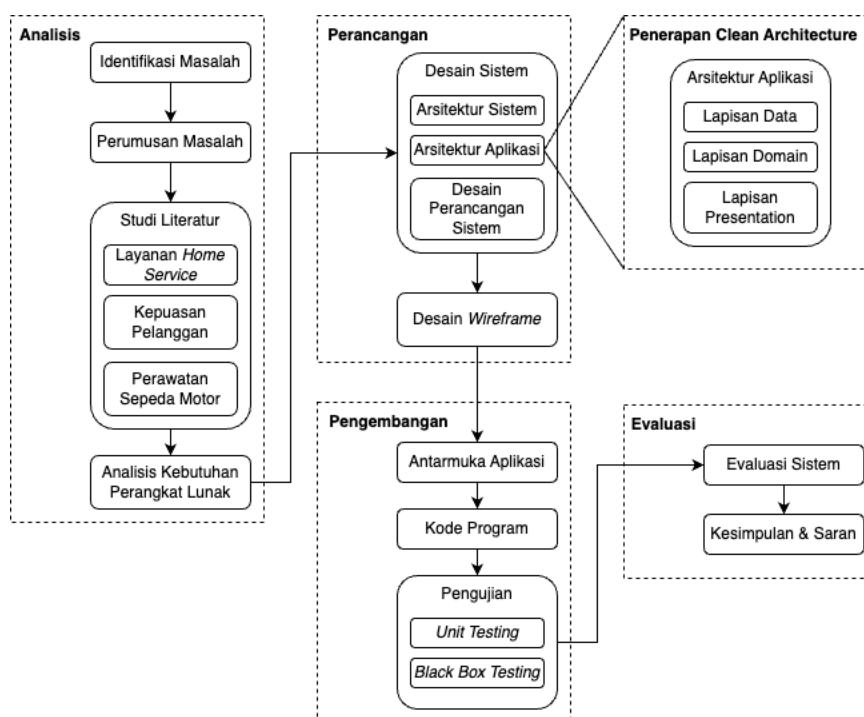 Analisis
Identifikasi Masalah
Perumusan Masalah
Studi Literatur
Layanan Home
Service
Kepuasan
Pelanggan
Perawatan
Sepeda Motor
Analisis Kebutuhan
Perangkat Lunak
Perancangan
Desain Sistem
Arsitektur Sistem
Arsitektur Aplikasi
Desain
Perancangan
Sistem
Desain Wireframe
Penerapan Clean Architecture
Arsitektur Aplikasi
Lapisan Data
Lapisan Domain
Lapisan
Presentation
Pengembangan
Antarmuka Aplikasi
Kode Program
Pengujian
Unit Testing
Black Box Testing
Evaluasi
Evaluasi Sistem
Kesimpulan & Saran